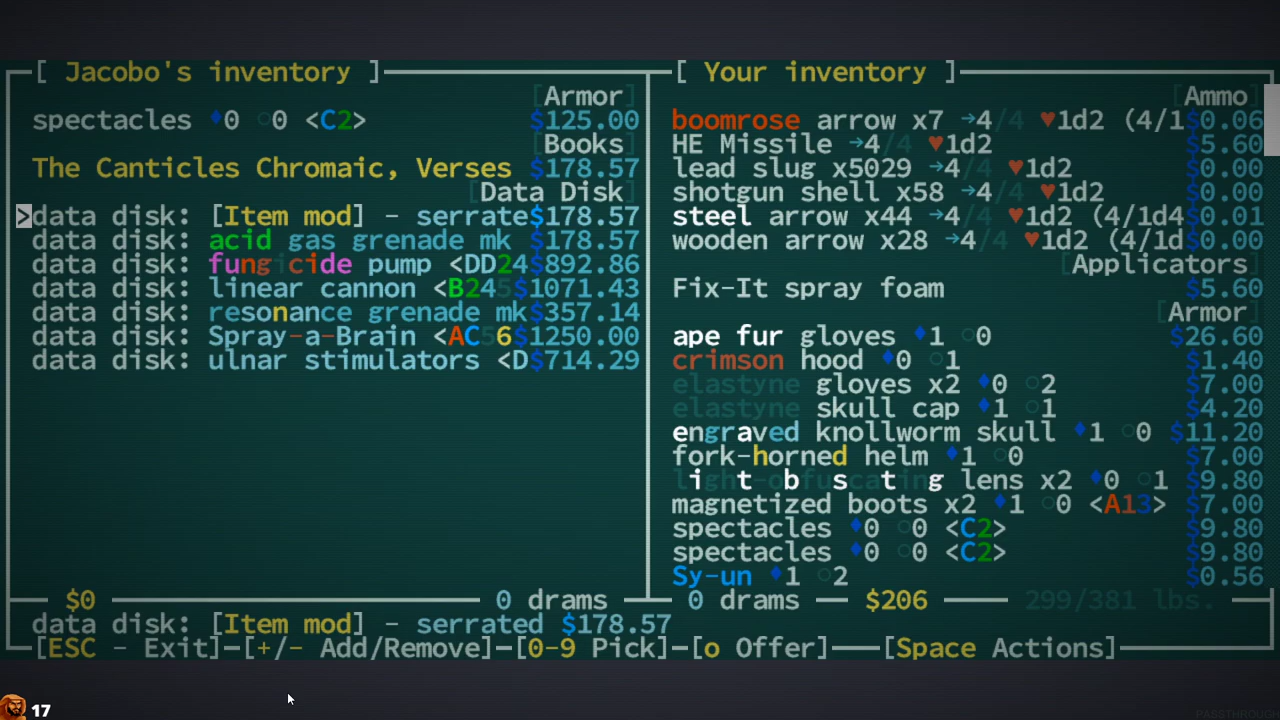 [ Jacobo's inventory ]
[Armor]
spectacles ♦0 ○0 <C2> $125.00
[Books]
The Canticles Chromaic, Verses $178.57
[Data Disk]
>data disk: [Item mod] - serrate$178.57
data disk: acid gas grenade mk $178.57
data disk: fungicide pump <DD24$892.86
data disk: linear cannon <B245$1071.43
data disk: resonance grenade mk$357.14
data disk: Spray-a-Brain <AC56$1250.00
data disk: ulnar stimulators <D$714.29
$0 0 drams
[ Your inventory ]
[Ammo]
boomrose arrow x7 →4/4 ♥1d2 (4/1$0.06
HE Missile →4/4 ♥1d2 $5.60
lead slug x5029 →4/4 ♥1d2 $0.00
shotgun shell x58 →4/4 ♥1d2 $0.00
steel arrow x44 →4/4 ♥1d2 (4/1d4$0.01
wooden arrow x28 →4/4 ♥1d2 (4/1d$0.00
[Applicators]
Fix-It spray foam $5.60
[Armor]
ape fur gloves ♦1 ○0 $26.60
crimson hood ♦0 ○1 $1.40
elastyne gloves x2 ♦0 ○2 $7.00
elastyne skull cap ♦1 ○1 $4.20
engraved knollworm skull ♦1 ○0 $11.20
fork-horned helm ♦1 ○0 $7.00
light-obfuscating lens x2 ♦0 ○1 $9.80
magnetized boots x2 ♦1 ○0 <A13> $7.00
spectacles ♦0 ○0 <C2> $9.80
spectacles ♦0 ○0 <C2> $9.80
Sy-un ♦1 ○2 $0.56
0 drams $206 299/381 lbs.
data disk: [Item mod] - serrated $178.57
[ESC - Exit] [+/- Add/Remove] [0-9 Pick] [o Offer] [Space Actions]
17